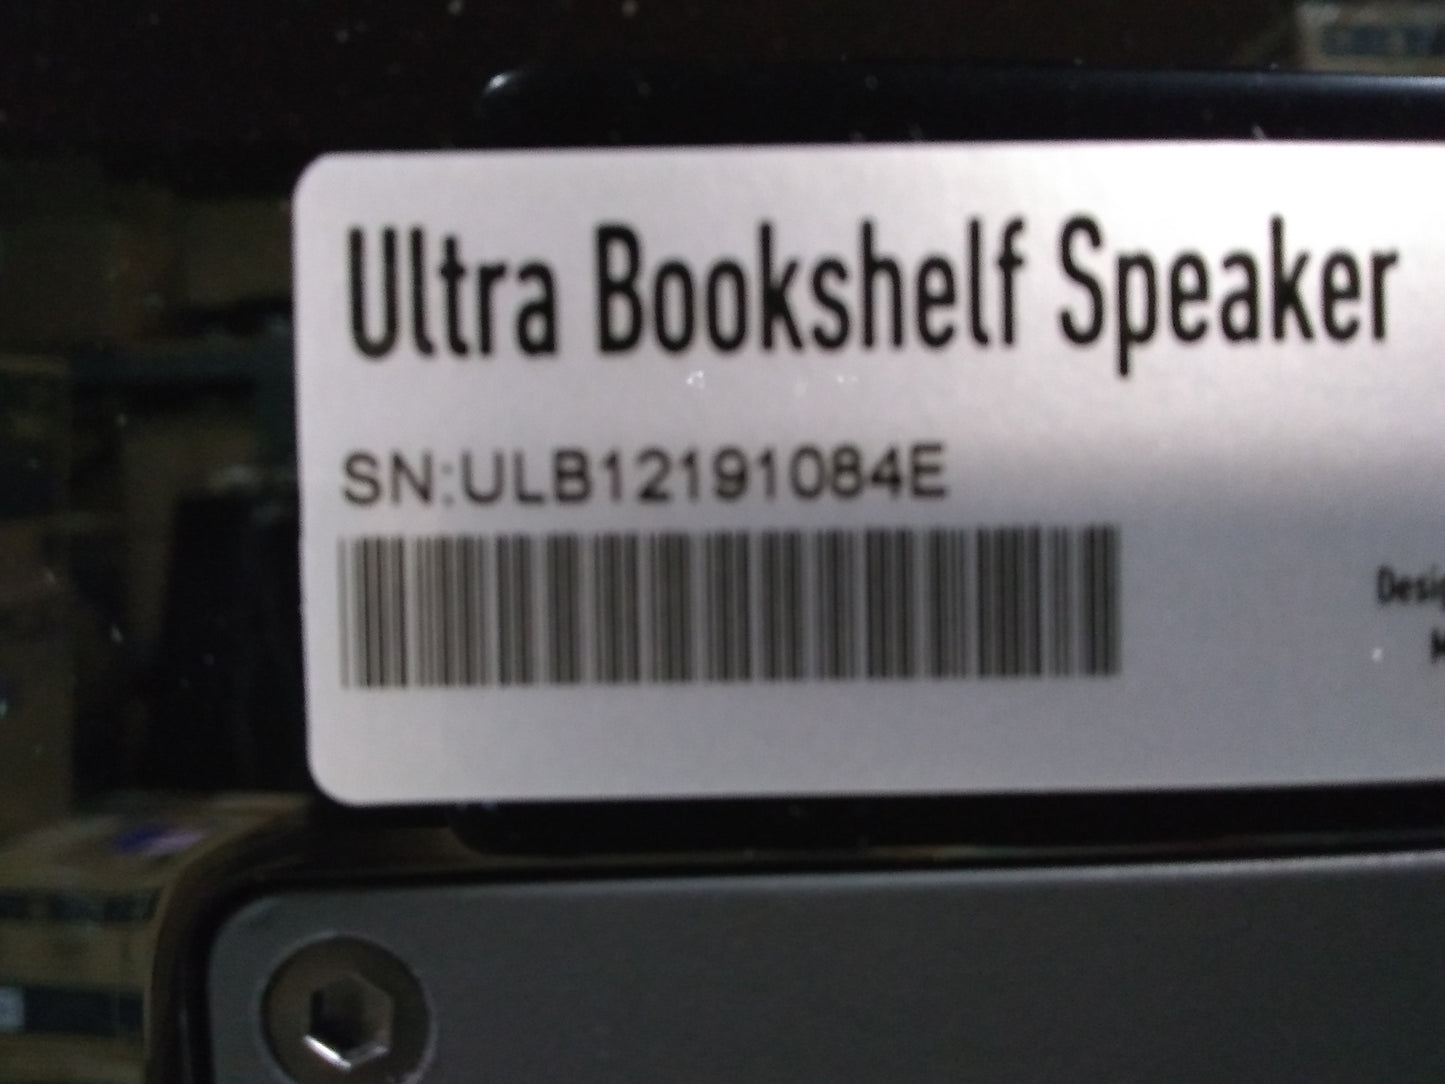 Ultra Bookshelf Speaker
SN:ULB12191084E